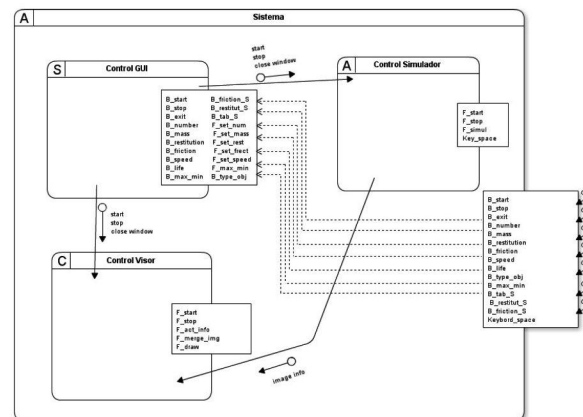 A Sistema
S Control GUI
start
stop
close window
A Control Simulador
B_start B_friction_S
B_stop B_restitut_S
B_exit B_tab_S
B_number F_set_num
B_mass F_set_mass
B_restitution F_set_rest
B_friction F_set_frect
B_speed F_set_speed
B_life F_max_min
B_max_min B_type_obj
F_start
F_stop
F_simul
Key_space
start
stop
close window
B_start
B_stop
B_exit
B_number
B_mass
B_restitution
B_friction
B_speed
B_life
B_type_obj
B_max_min
B_tab_S
B_restitut_S
B_friction_S
Keybord_space
C Control Visor
F_start
F_stop
F_act_info
F_merge_img
F_draw
image info